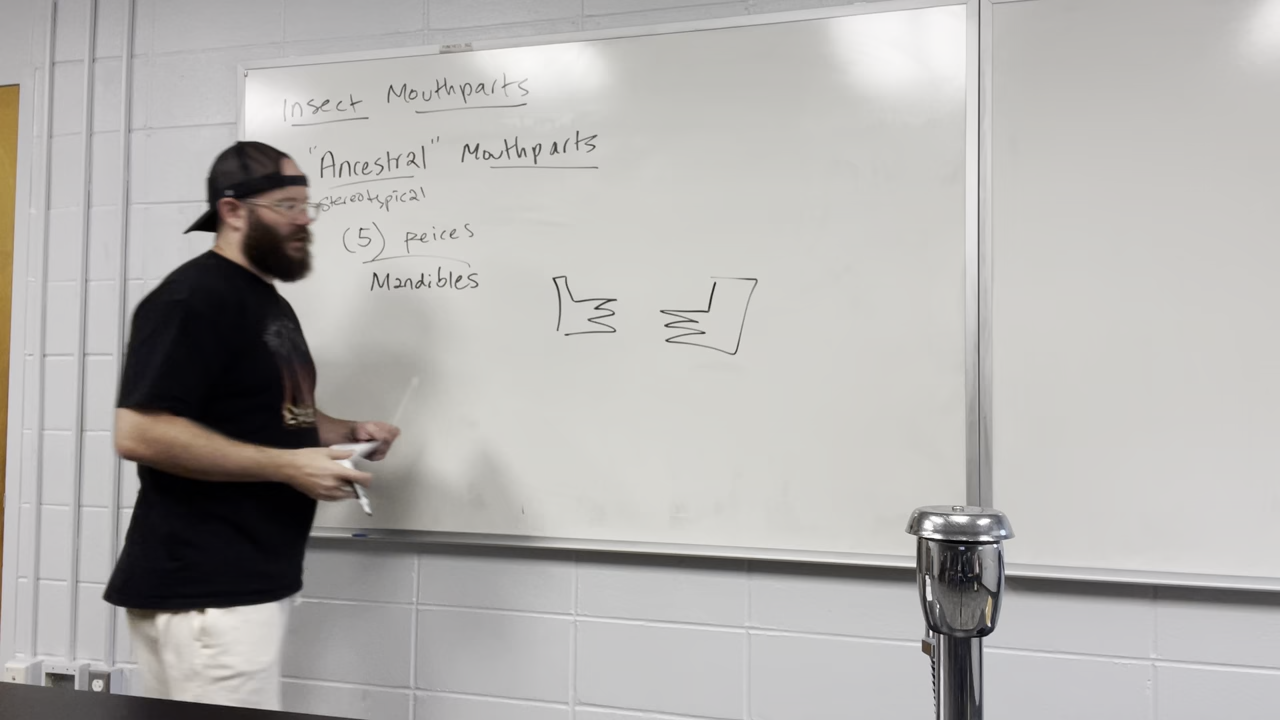 Insect Mouthparts
"Ancestral" Mouthparts
stereotypical
(5) peices
Mandibles